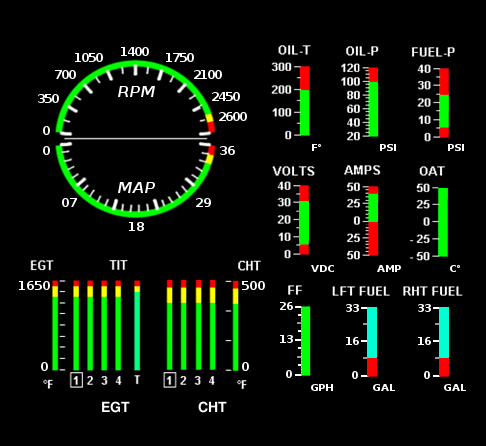 1400
1050 1750
700 2100
350 2450
RPM
2600
0
0 36
MAP
07 29
18
OIL-T OIL-P FUEL-P
300 120 40
100 30
200 80 20
100 60 10
40
0 20 0
F° PSI PSI
VOLTS AMPS OAT
40 50 50
30 25 25
20 0 0
10 25 - 25
0 50 - 50
VDC AMP C°
EGT TIT CHT
1650 500
0 0
°F 1 2 3 4 T 1 2 3 4 °F
EGT CHT
FF LFT FUEL RHT FUEL
26 33 33
13 16 16
0 0 0
GPH GAL GAL